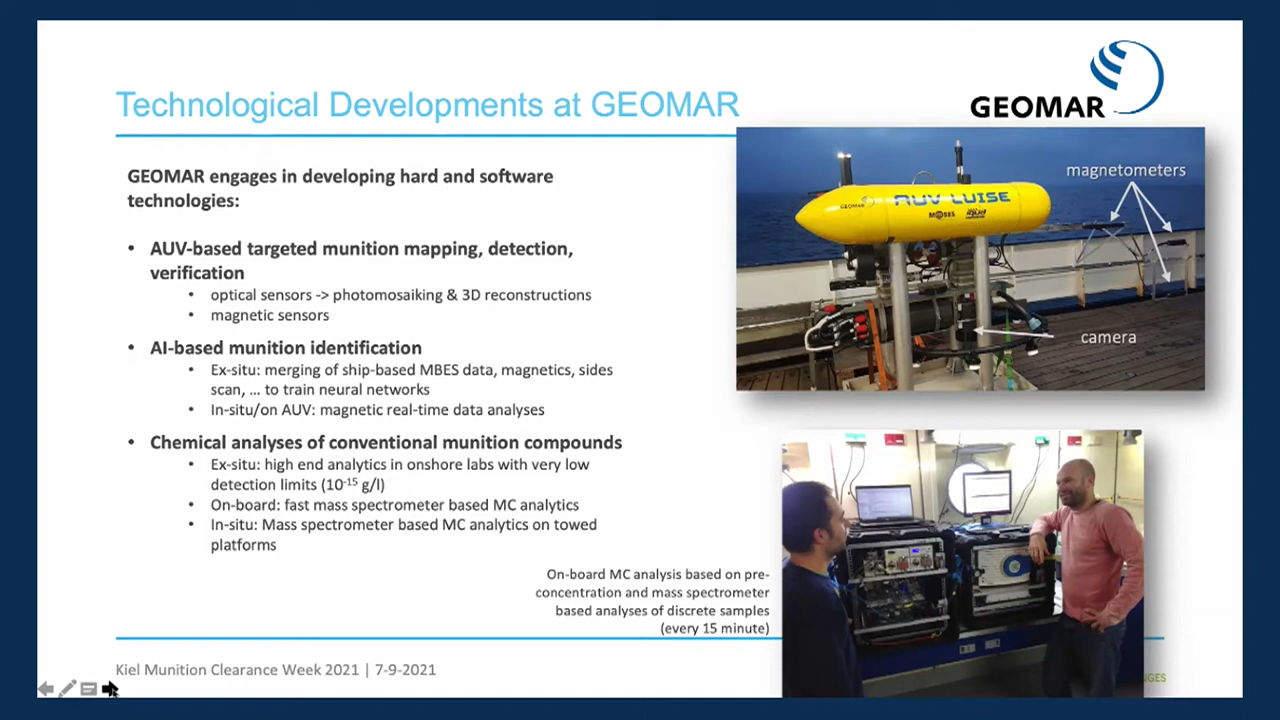 Technological Developments at GEOMAR
GEOMAR
GEOMAR engages in developing hard and software
technologies:
• AUV-based targeted munition mapping, detection,
verification
• optical sensors -> photomosaiking & 3D reconstructions
• magnetic sensors
• AI-based munition identification
• Ex-situ: merging of ship-based MBES data, magnetics, sides
scan, ... to train neural networks
• In-situ/on AUV: magnetic real-time data analyses
• Chemical analyses of conventional munition compounds
• Ex-situ: high end analytics in onshore labs with very low
detection limits (10⁻¹⁵ g/l)
• On-board: fast mass spectrometer based MC analytics
• In-situ: Mass spectrometer based MC analytics on towed
platforms
magnetometers
GEOMAR
AUV LUISE
MOSES
camera
On-board MC analysis based on pre-
concentration and mass spectrometer
based analyses of discrete samples
(every 15 minute)
Kiel Munition Clearance Week 2021 | 7-9-2021
NGES